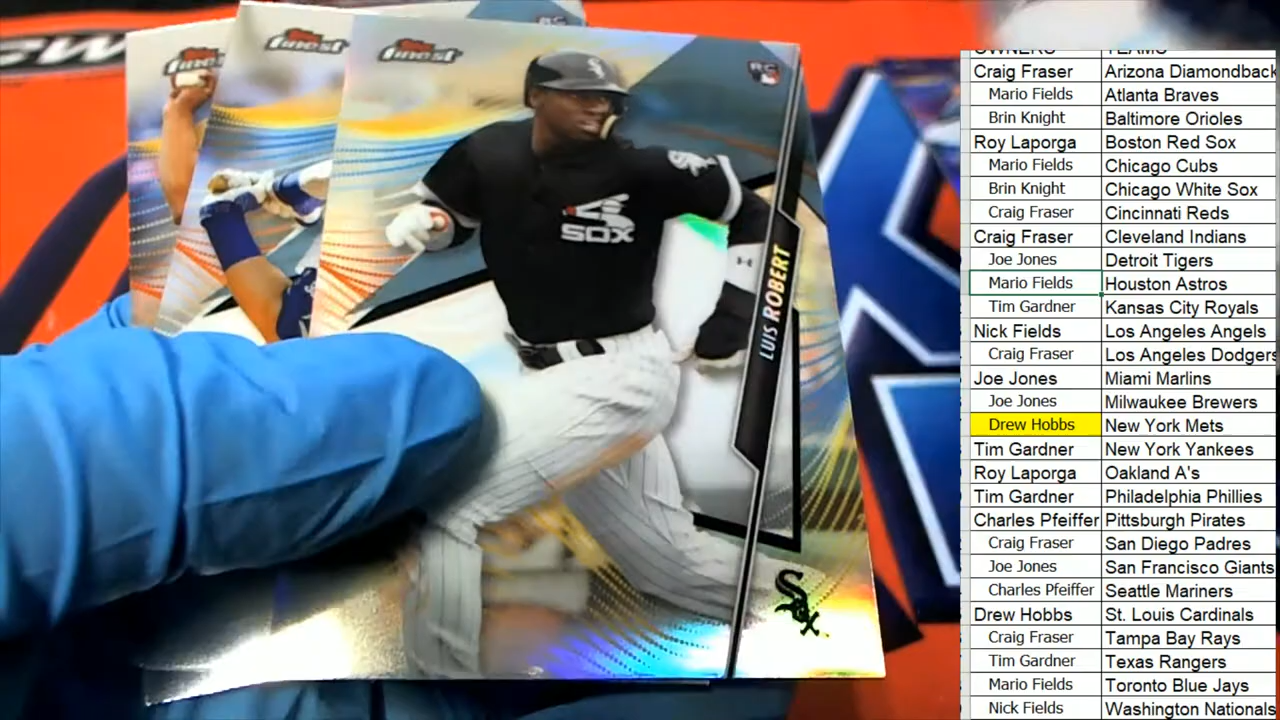 SW
Topps finest
Topps finest
Topps finest
RC
RC
SOX
LUIS ROBERT
Sox
OWNERS TEAMS
Craig Fraser Arizona Diamondback
Mario Fields Atlanta Braves
Brin Knight Baltimore Orioles
Roy Laporga Boston Red Sox
Mario Fields Chicago Cubs
Brin Knight Chicago White Sox
Craig Fraser Cincinnati Reds
Craig Fraser Cleveland Indians
Joe Jones Detroit Tigers
Mario Fields Houston Astros
Tim Gardner Kansas City Royals
Nick Fields Los Angeles Angels
Craig Fraser Los Angeles Dodgers
Joe Jones Miami Marlins
Joe Jones Milwaukee Brewers
Drew Hobbs New York Mets
Tim Gardner New York Yankees
Roy Laporga Oakland A's
Tim Gardner Philadelphia Phillies
Charles Pfeiffer Pittsburgh Pirates
Craig Fraser San Diego Padres
Joe Jones San Francisco Giants
Charles Pfeiffer Seattle Mariners
Drew Hobbs St. Louis Cardinals
Craig Fraser Tampa Bay Rays
Tim Gardner Texas Rangers
Mario Fields Toronto Blue Jays
Nick Fields Washington Nationals